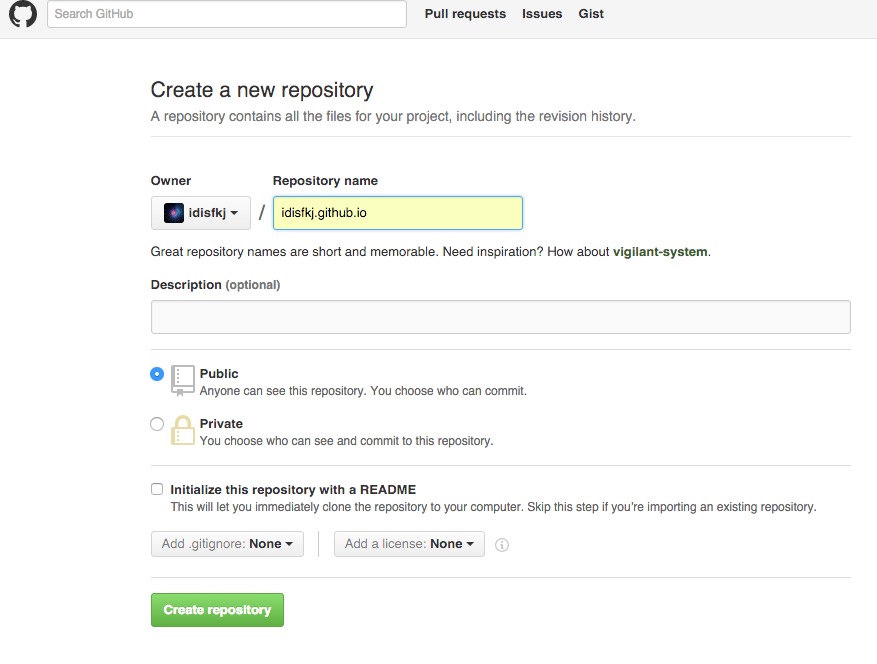 Search GitHub Pull requests Issues Gist
Create a new repository
A repository contains all the files for your project, including the revision history.
Owner Repository name
idisfkj / idisfkj.github.io
Great repository names are short and memorable. Need inspiration? How about vigilant-system.
Description (optional)
Public
Anyone can see this repository. You choose who can commit.
Private
You choose who can see and commit to this repository.
Initialize this repository with a README
This will let you immediately clone the repository to your computer. Skip this step if you're importing an existing repository.
Add .gitignore: None Add a license: None
Create repository